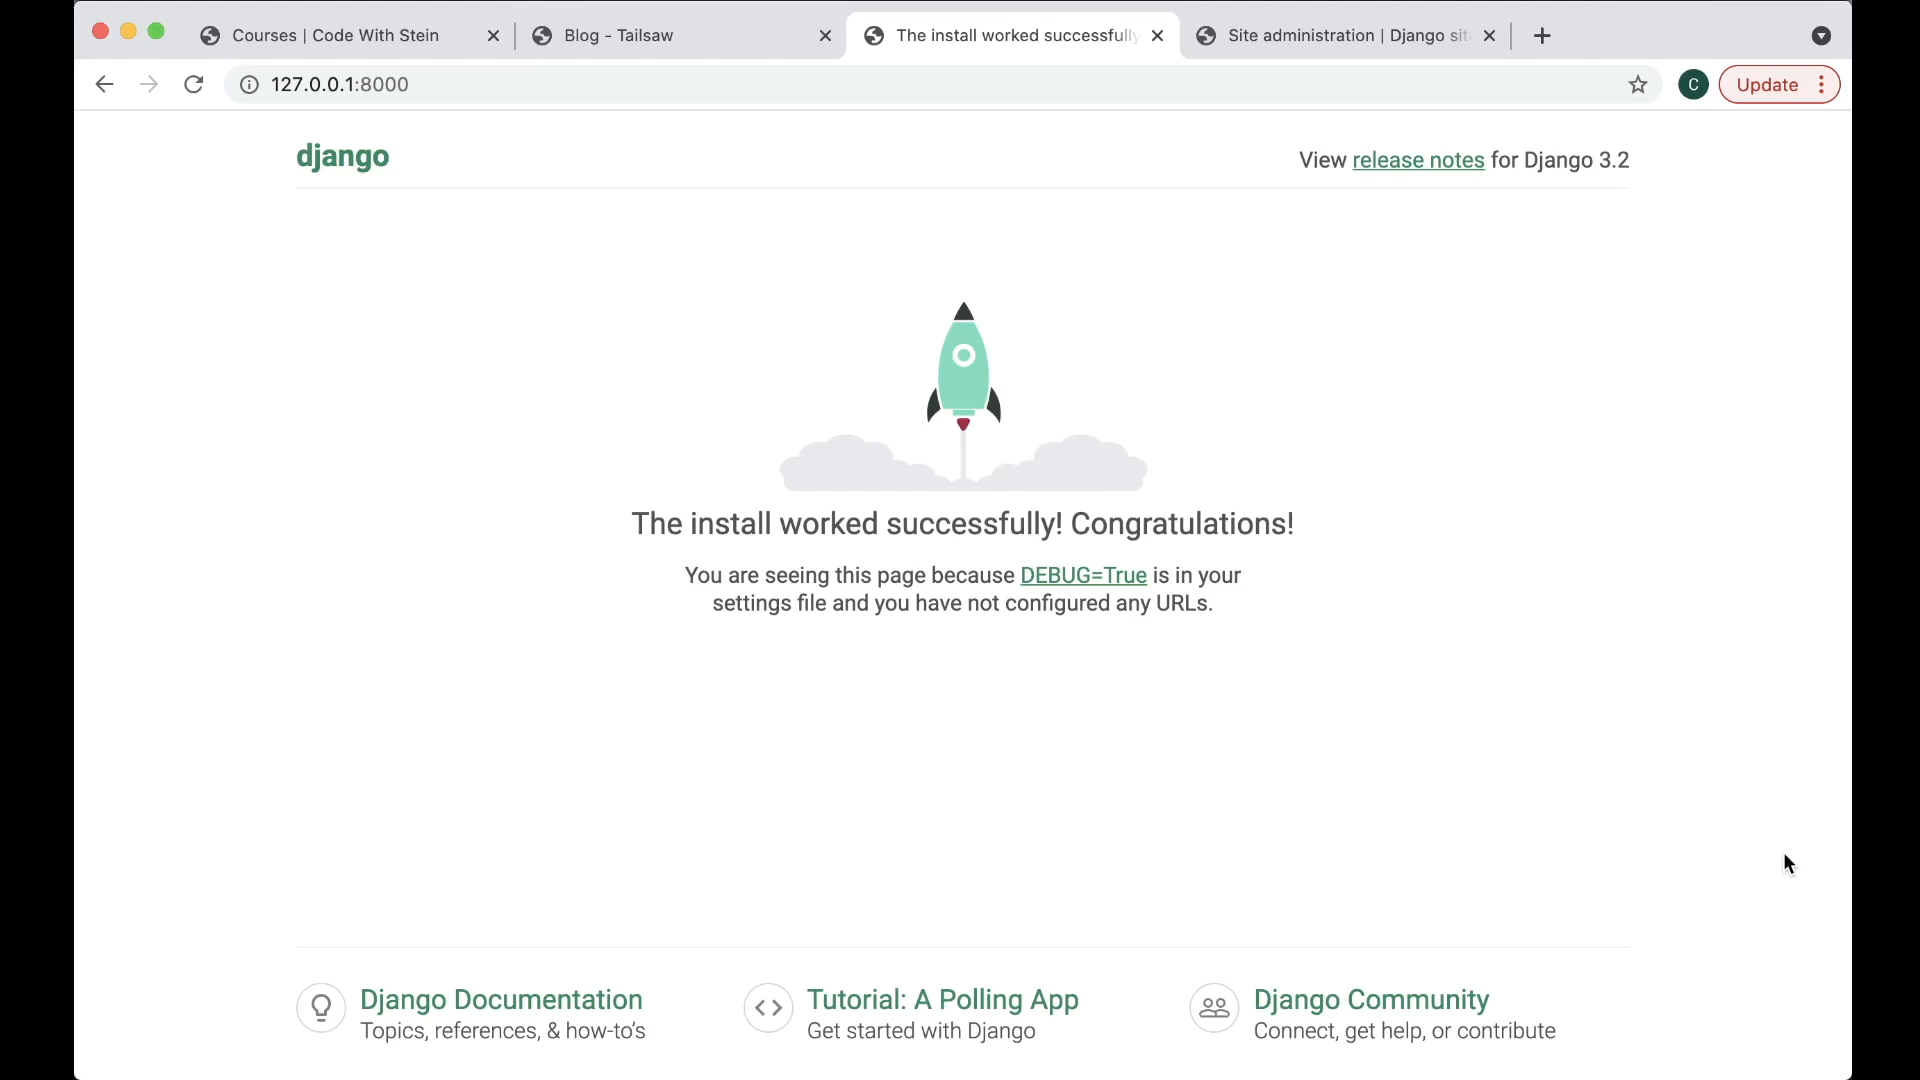 Courses | Code With Stein
Blog - Tailsaw
The install worked successfully
Site administration | Django sit
127.0.0.1:8000
C
Update
django
View release notes for Django 3.2
The install worked successfully! Congratulations!
You are seeing this page because DEBUG=True is in your
settings file and you have not configured any URLs.
Django Documentation
Topics, references, & how-to's
Tutorial: A Polling App
Get started with Django
Django Community
Connect, get help, or contribute